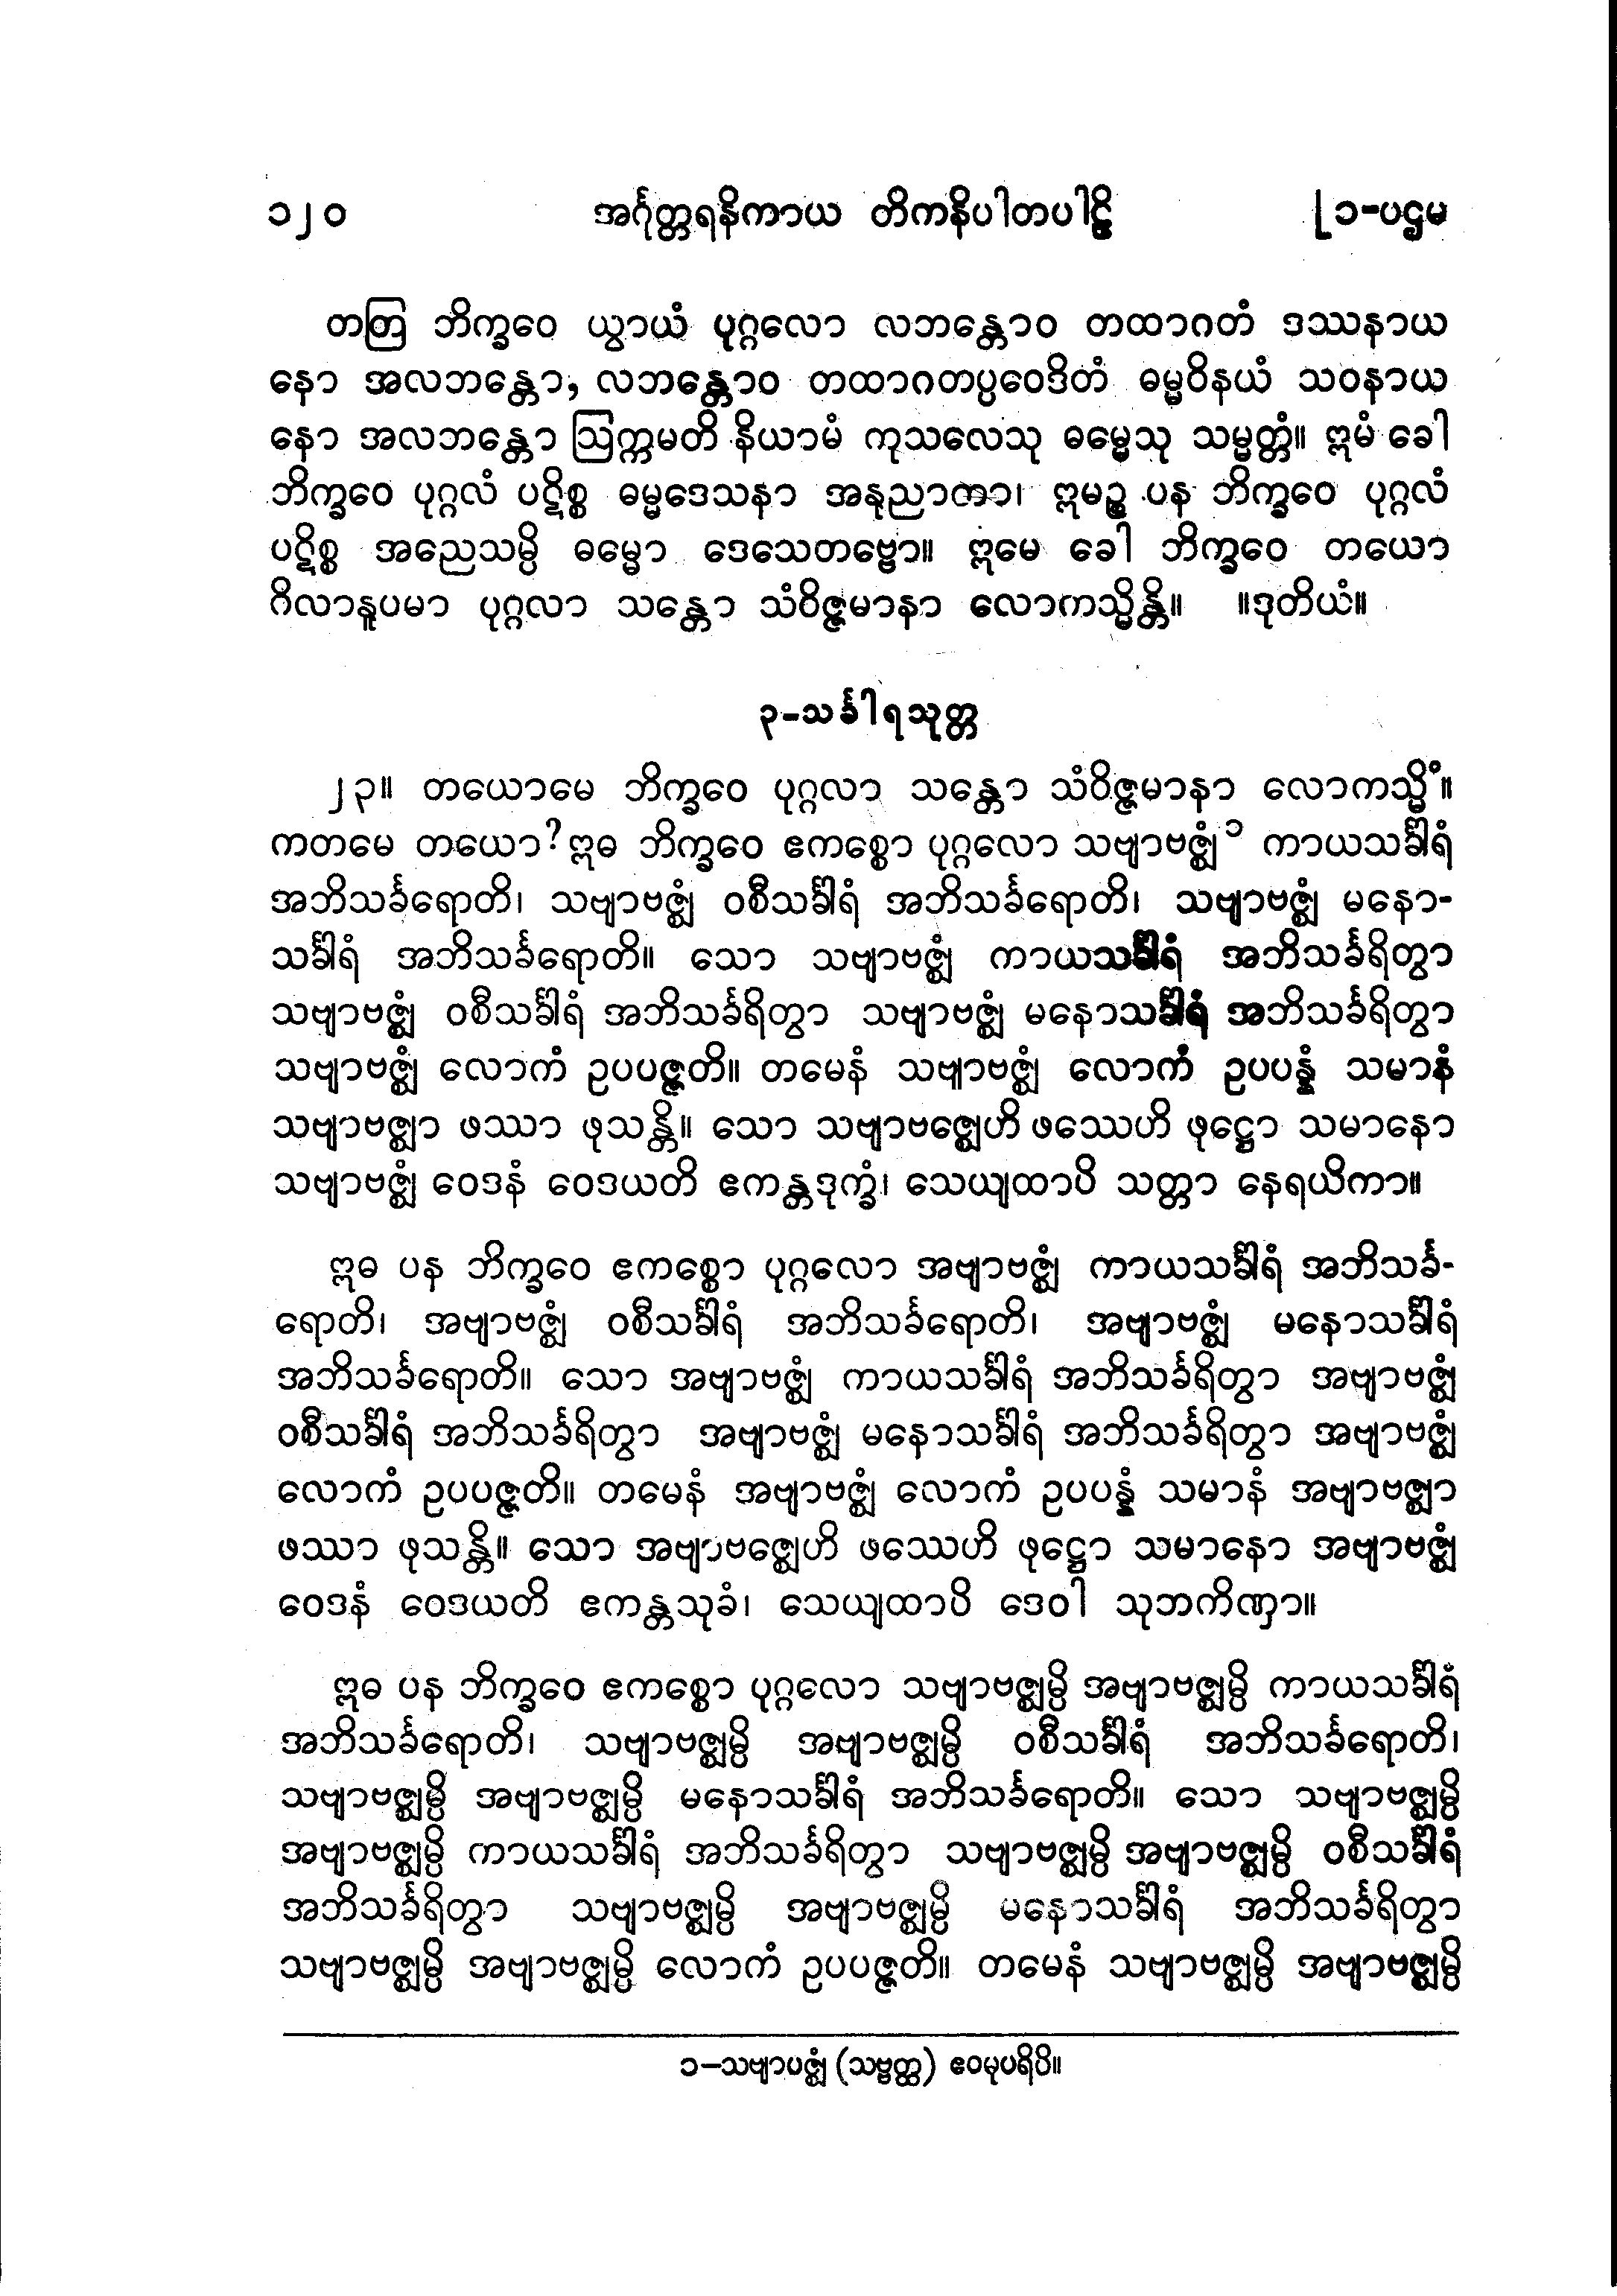 ၁၂၀ အင်္ဂုတ္တရနိကာယ တိကနိပါတပါဠိ [၁-ပဌမ
တတြ ဘိက္ခဝေ ယွာယံ ပုဂ္ဂလော လဘန္တောဝ တထာဂတံ ဒဿနာယ
နော အလဘန္တော, လဘန္တောဝ တထာဂတပ္ပဝေဒိတံ ဓမ္မဝိနယံ သဝနာယ
နော အလဘန္တော ဩက္ကမတိ နိယာမံ ကုသလေသု ဓမ္မေသု သမ္မတ္တံ။ ဣမံ ခေါ
ဘိက္ခဝေ ပုဂ္ဂလံ ပဋိစ္စ ဓမ္မဒေသနာ အနုညာတာ၊ ဣမဉ္စ ပန ဘိက္ခဝေ ပုဂ္ဂလံ
ပဋိစ္စ အညေသမ္ပိ ဓမ္မော ဒေသေတဗ္ဗော။ ဣမေ ခေါ ဘိက္ခဝေ တယော
ဂိလာနူပမာ ပုဂ္ဂလာ သန္တော သံဝိဇ္ဇမာနာ လောကသ္မိန္တိ။ ။ဒုတိယံ။
၃-သင်္ခါရသုတ္တ
၂၃။ တယောမေ ဘိက္ခဝေ ပုဂ္ဂလာ သန္တော သံဝိဇ္ဇမာနာ လောကသ္မိံ။
ကတမေ တယော? ဣဓ ဘိက္ခဝေ ဧကစ္စော ပုဂ္ဂလော သဗျာဗဇ္ဈံ ၁ ကာယသင်္ခါရံ
အဘိသင်္ခရောတိ၊ သဗျာဗဇ္ဈံ ဝစီသင်္ခါရံ အဘိသင်္ခရောတိ၊ သဗျာဗဇ္ဈံ မနော-
သင်္ခါရံ အဘိသင်္ခရောတိ။ သော သဗျာဗဇ္ဈံ ကာယသင်္ခါရံ အဘိသင်္ခရိတွာ
သဗျာဗဇ္ဈံ ဝစီသင်္ခါရံ အဘိသင်္ခရိတွာ သဗျာဗဇ္ဈံ မနောသင်္ခါရံ အဘိသင်္ခရိတွာ
သဗျာဗဇ္ဈံ လောကံ ဥပပဇ္ဇတိ။ တမေနံ သဗျာဗဇ္ဈံ လောကံ ဥပပန္နံ သမာနံ
သဗျာဗဇ္ဈာ ဖဿာ ဖုသန္တိ။ သော သဗျာဗဇ္ဈေဟိ ဖဿေဟိ ဖုဋ္ဌော သမာနော
သဗျာဗဇ္ဈံ ဝေဒနံ ဝေဒယတိ ဧကန္တဒုက္ခံ၊ သေယျထာပိ သတ္တာ နေရယိကာ။
ဣဓ ပန ဘိက္ခဝေ ဧကစ္စော ပုဂ္ဂလော အဗျာဗဇ္ဈံ ကာယသင်္ခါရံ အဘိသင်္ခ-
ရောတိ၊ အဗျာဗဇ္ဈံ ဝစီသင်္ခါရံ အဘိသင်္ခရောတိ၊ အဗျာဗဇ္ဈံ မနောသင်္ခါရံ
အဘိသင်္ခရောတိ။ သော အဗျာဗဇ္ဈံ ကာယသင်္ခါရံ အဘိသင်္ခရိတွာ အဗျာဗဇ္ဈံ
ဝစီသင်္ခါရံ အဘိသင်္ခရိတွာ အဗျာဗဇ္ဈံ မနောသင်္ခါရံ အဘိသင်္ခရိတွာ အဗျာဗဇ္ဈံ
လောကံ ဥပပဇ္ဇတိ။ တမေနံ အဗျာဗဇ္ဈံ လောကံ ဥပပန္နံ သမာနံ အဗျာဗဇ္ဈာ
ဖဿာ ဖုသန္တိ။ သော အဗျာဗဇ္ဈေဟိ ဖဿေဟိ ဖုဋ္ဌော သမာနော အဗျာဗဇ္ဈံ
ဝေဒနံ ဝေဒယတိ ဧကန္တသုခံ၊ သေယျထာပိ ဒေဝါ သုဘကိဏှာ။
ဣဓ ပန ဘိက္ခဝေ ဧကစ္စော ပုဂ္ဂလော သဗျာဗဇ္ဈမ္ပိ အဗျာဗဇ္ဈမ္ပိ ကာယသင်္ခါရံ
အဘိသင်္ခရောတိ၊ သဗျာဗဇ္ဈမ္ပိ အဗျာဗဇ္ဈမ္ပိ ဝစီသင်္ခါရံ အဘိသင်္ခရောတိ၊
သဗျာဗဇ္ဈမ္ပိ အဗျာဗဇ္ဈမ္ပိ မနောသင်္ခါရံ အဘိသင်္ခရောတိ။ သော သဗျာဗဇ္ဈမ္ပိ
အဗျာဗဇ္ဈမ္ပိ ကာယသင်္ခါရံ အဘိသင်္ခရိတွာ သဗျာဗဇ္ဈမ္ပိ အဗျာဗဇ္ဈမ္ပိ ဝစီသင်္ခါရံ
အဘိသင်္ခရိတွာ သဗျာဗဇ္ဈမ္ပိ အဗျာဗဇ္ဈမ္ပိ မနောသင်္ခါရံ အဘိသင်္ခရိတွာ
သဗျာဗဇ္ဈမ္ပိ အဗျာဗဇ္ဈမ္ပိ လောကံ ဥပပဇ္ဇတိ။ တမေနံ သဗျာဗဇ္ဈမ္ပိ အဗျာဗဇ္ဈမ္ပိ
၁-သဗျာပဇ္ဈံ (သဗ္ဗတ္ထ) ဧဝမုပရိပိ။